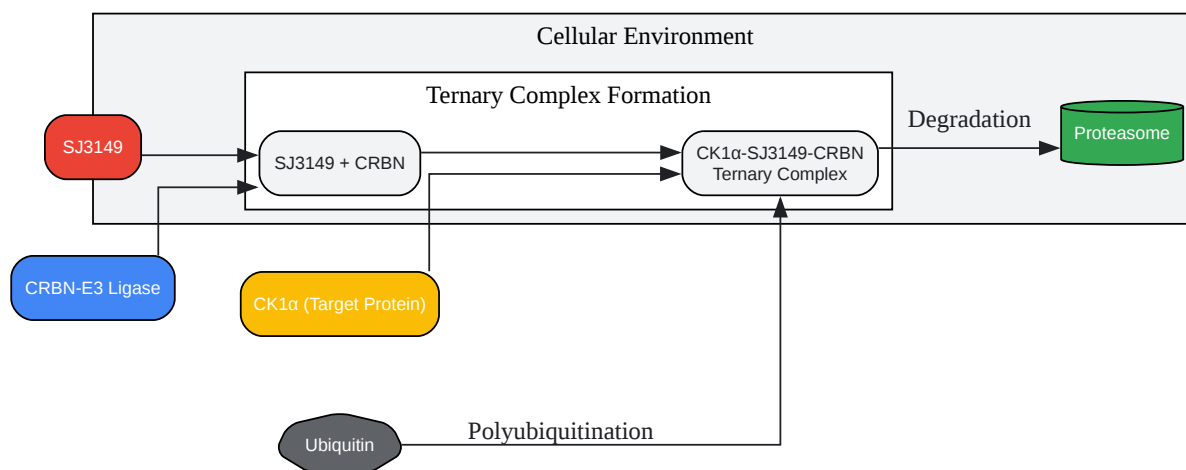 Cellular Environment
Ternary Complex Formation
Degradation
SJ3149
SJ3149 + CRBN
CK1α-SJ3149-CRBN
Ternary Complex
Proteasome
CRBN-E3 Ligase
CK1α (Target Protein)
Ubiquitin
Polyubiquitination